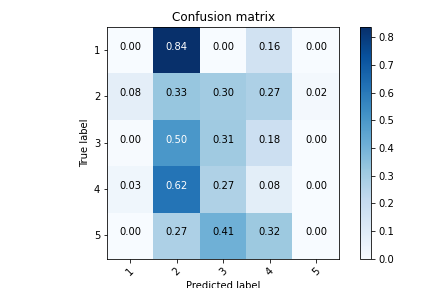 Confusion matrix
True label
1 0.00 0.84 0.00 0.16 0.00
2 0.08 0.33 0.30 0.27 0.02
3 0.00 0.50 0.31 0.18 0.00
4 0.03 0.62 0.27 0.08 0.00
5 0.00 0.27 0.41 0.32 0.00
1 2 3 4 5
Predicted label
0.8
0.7
0.6
0.5
0.4
0.3
0.2
0.1
0.0